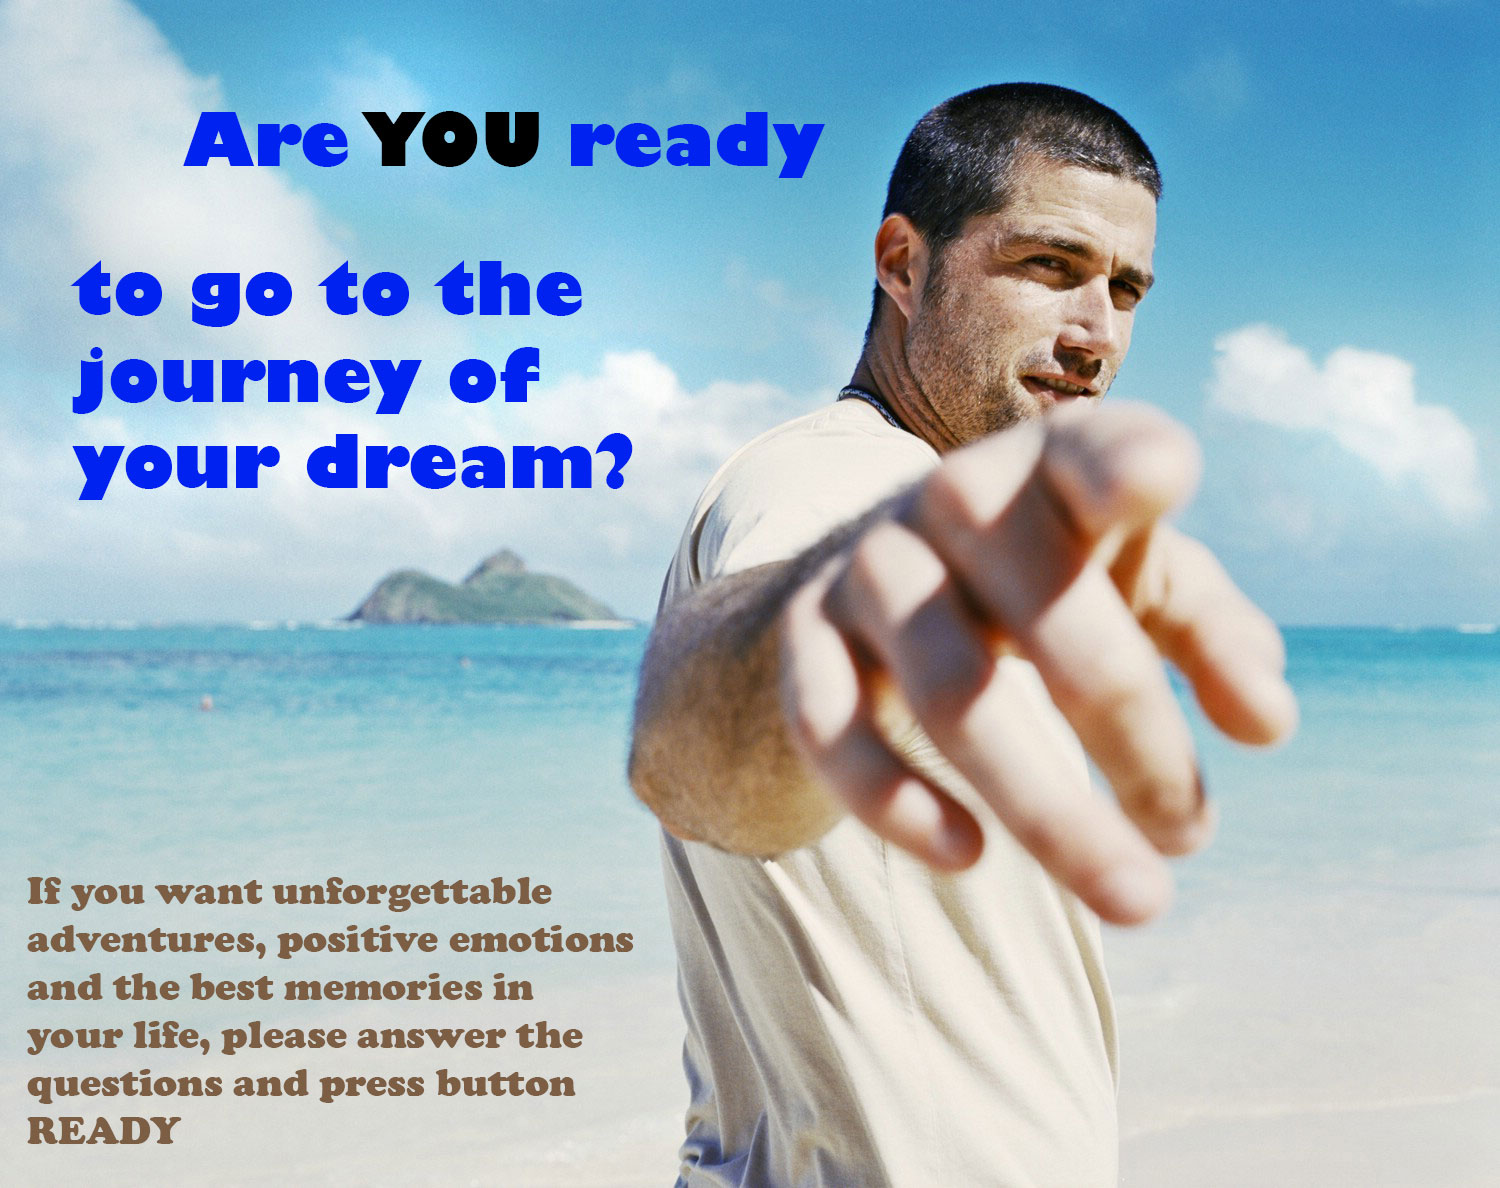 Are YOU ready
to go to the
journey of
your dream?
If you want unforgettable
adventures, positive emotions
and the best memories in
your life, please answer the
questions and press button
READY